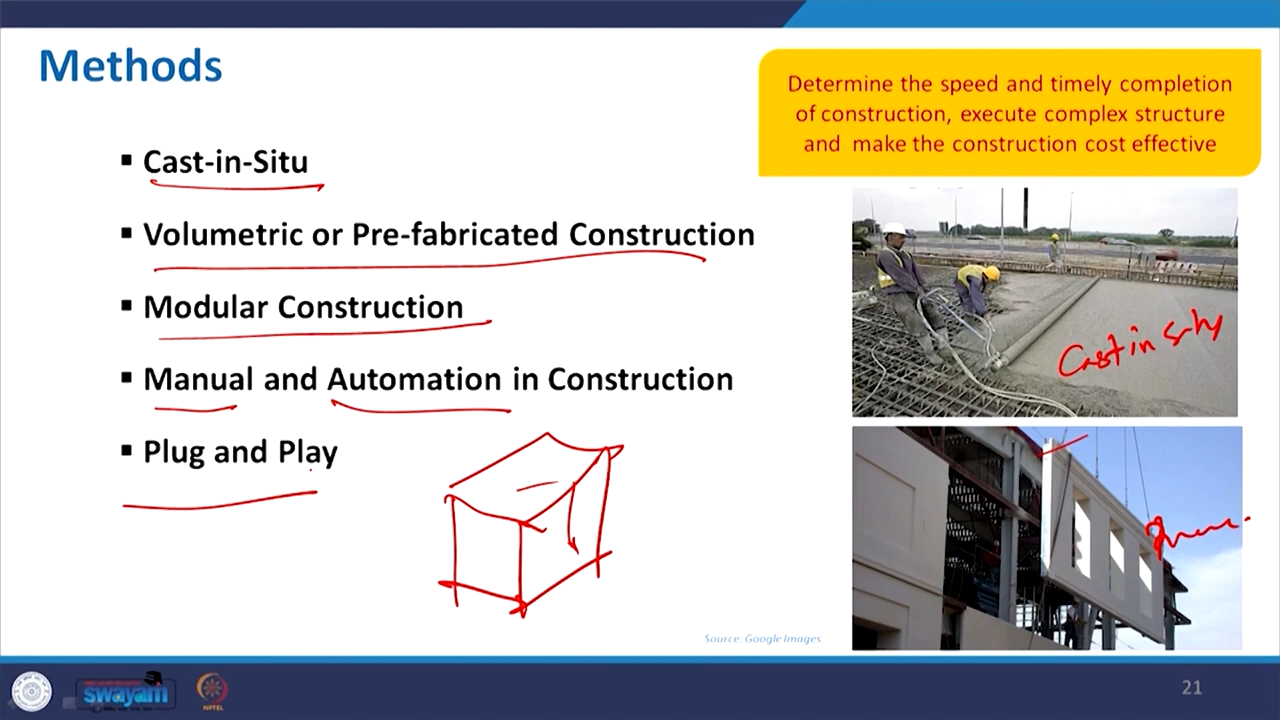 Methods
Determine the speed and timely completion
of construction, execute complex structure
and make the construction cost effective
▪ Cast-in-Situ
▪ Volumetric or Pre-fabricated Construction
▪ Modular Construction
▪ Manual and Automation in Construction
▪ Plug and Play
Cast in situ
Source: Google Images
swayam
NPTEL
21